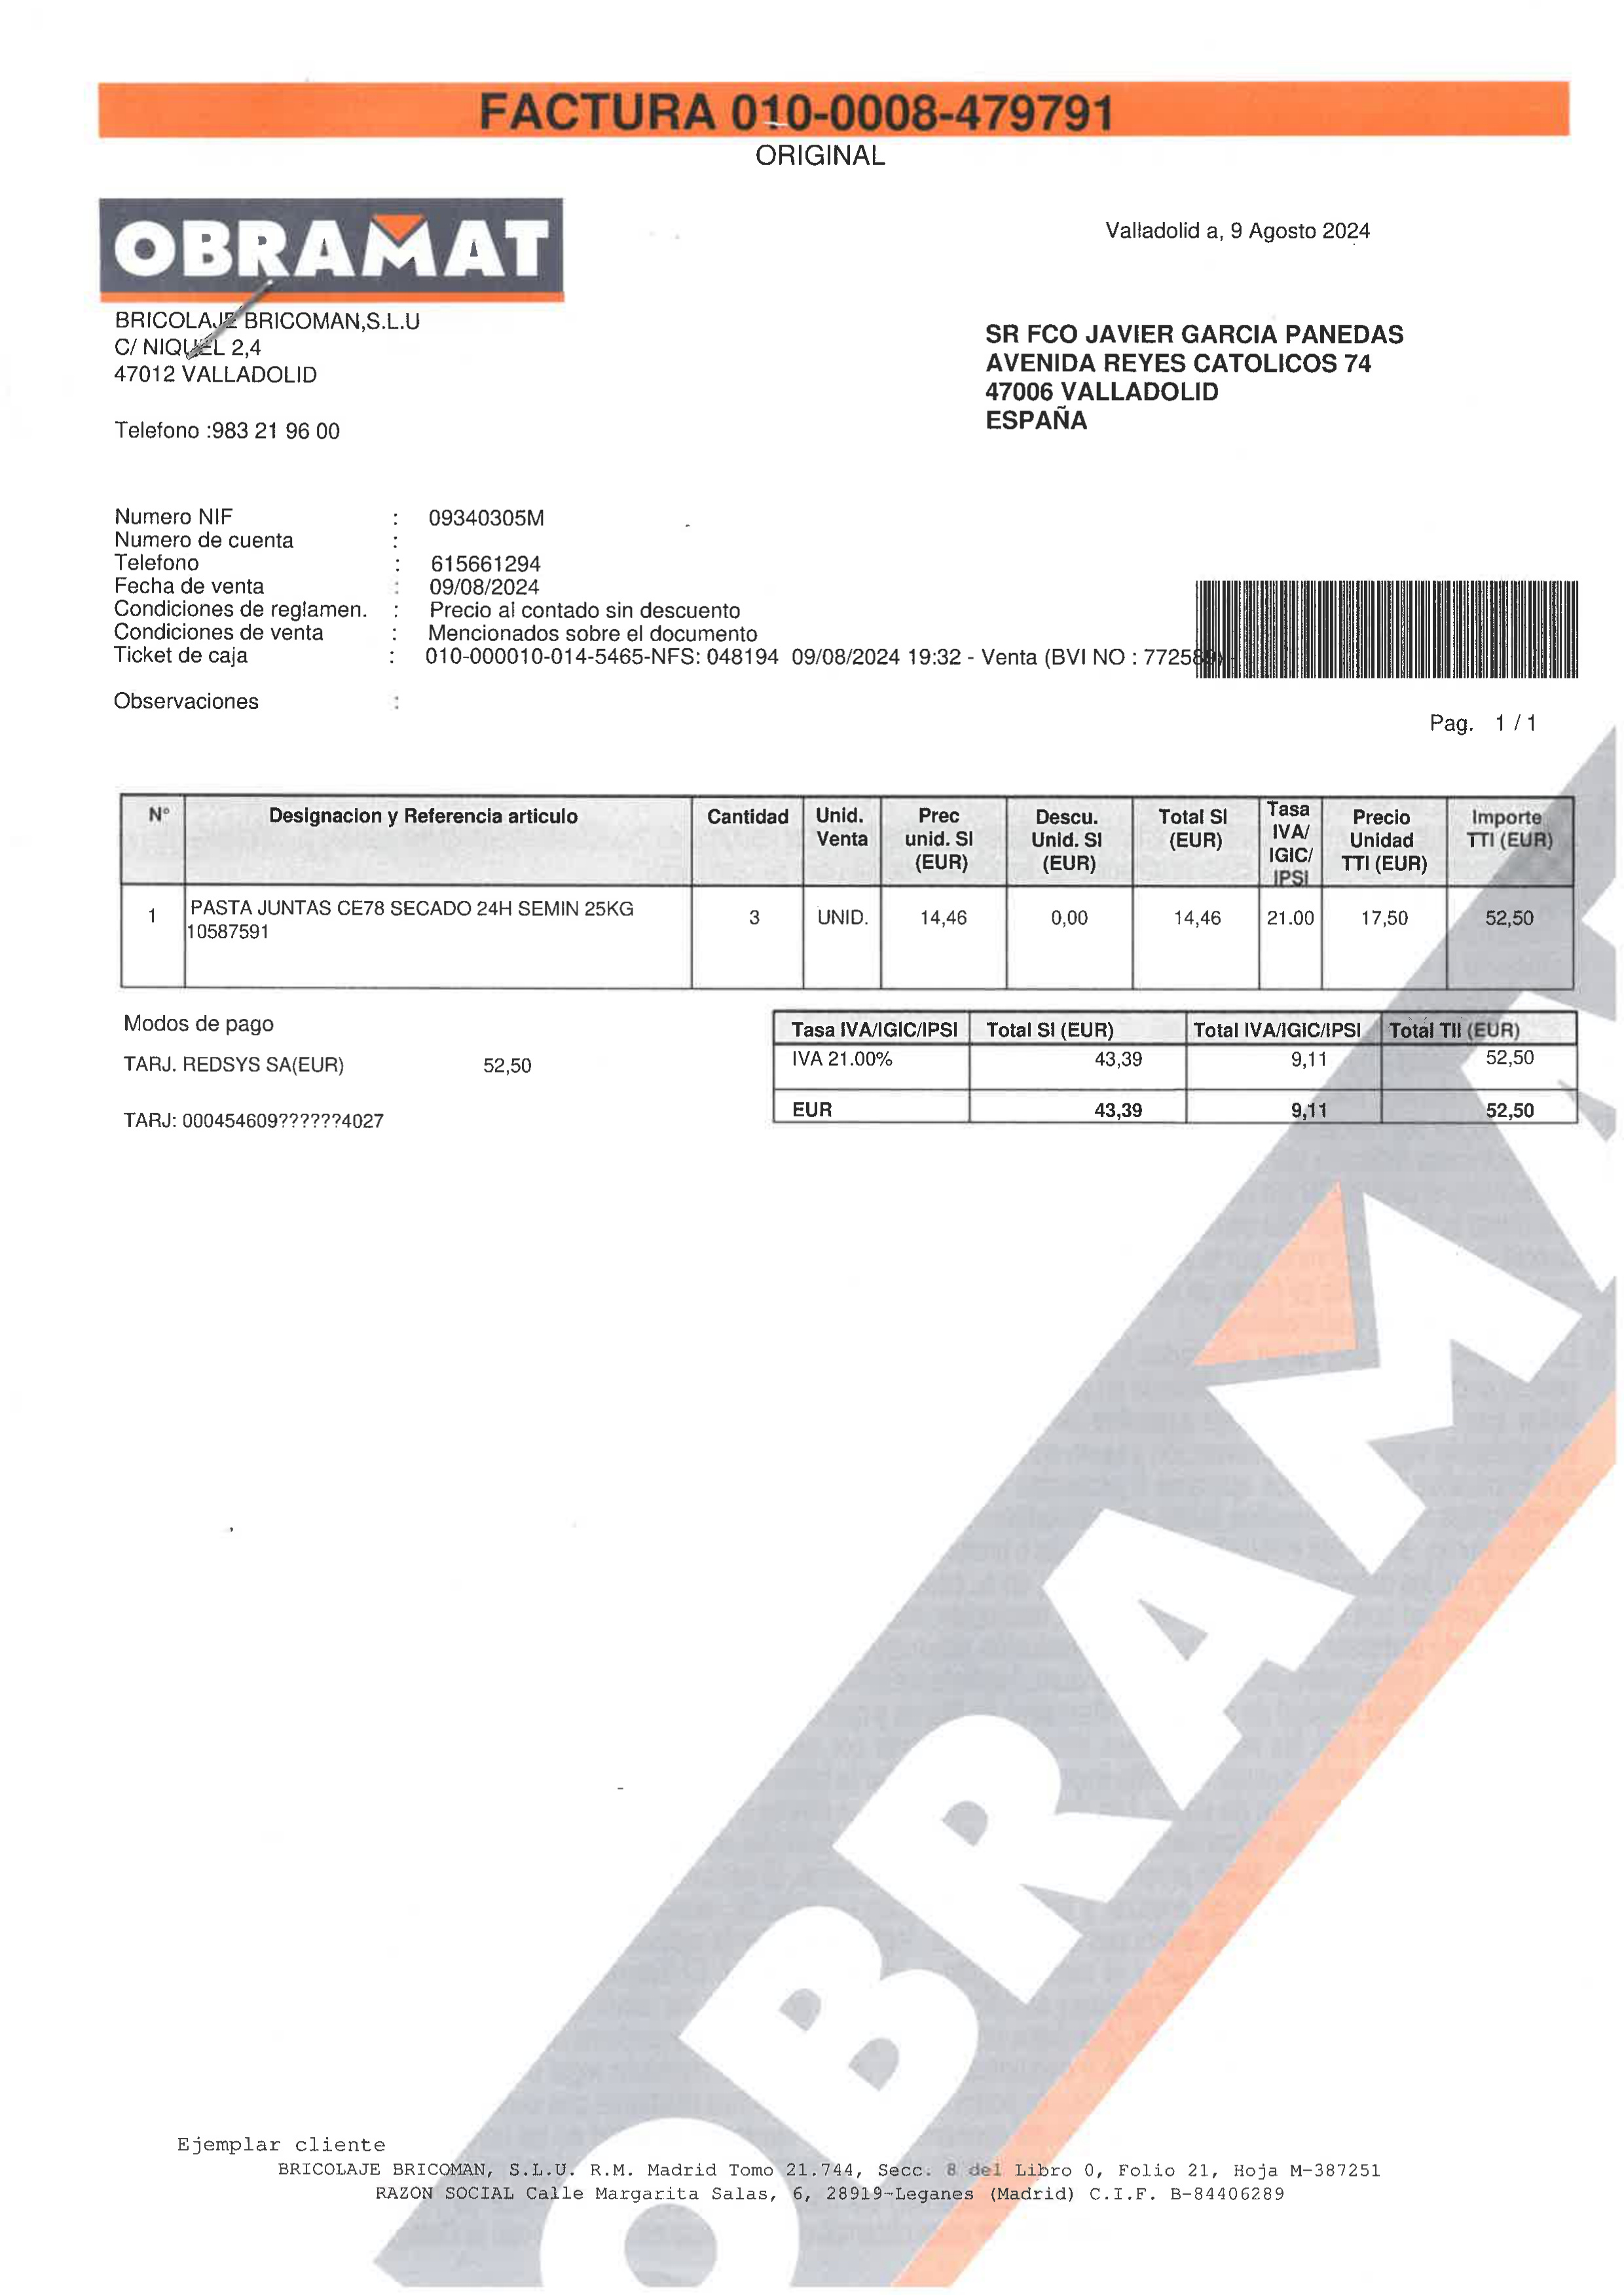 FACTURA 010-0008-479791
ORIGINAL
OBRAMAT
Valladolid a, 9 Agosto 2024
BRICOLAJE BRICOMAN,S.L.U
C/ NIQUEL 2,4
47012 VALLADOLID
Telefono :983 21 96 00
SR FCO JAVIER GARCIA PANEDAS
AVENIDA REYES CATOLICOS 74
47006 VALLADOLID
ESPAÑA
Numero NIF : 09340305M
Numero de cuenta :
Telefono : 615661294
Fecha de venta : 09/08/2024
Condiciones de reglamen. : Precio al contado sin descuento
Condiciones de venta : Mencionados sobre el documento
Ticket de caja : 010-000010-014-5465-NFS: 048194 09/08/2024 19:32 - Venta (BVI NO :
Observaciones :
Pag. 1 / 1
Nº Designacion y Referencia articulo Cantidad Unid. Venta Prec unid. SI (EUR) Descu. Unid. SI (EUR) Total SI (EUR) Tasa IVA/ IGIC/ IPSI Precio Unidad TTI (EUR) Importe TTI (EUR)
1 PASTA JUNTAS CE78 SECADO 24H SEMIN 25KG 3 UNID. 14,46 0,00 14,46 21.00 17,50 52,50
10587591
Modos de pago
TARJ. REDSYS SA(EUR) 52,50
TARJ: 000454609??????4027
Tasa IVA/IGIC/IPSI Total SI (EUR) Total IVA/IGIC/IPSI Total TII (EUR)
IVA 21.00% 43,39 9,11 52,50
EUR 43,39 9,11 52,50
OBRAMAT
Ejemplar cliente
BRICOLAJE BRICOMAN, S.L.U. R.M. Madrid Tomo 21.744, Secc. 8 del Libro 0, Folio 21, Hoja M-387251
RAZON SOCIAL Calle Margarita Salas, 6, 28919-Leganes (Madrid) C.I.F. B-84406289